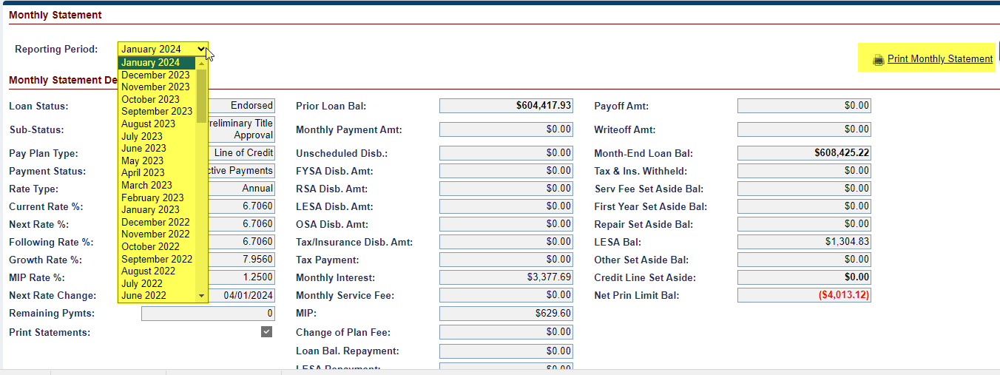 Monthly Statement
Reporting Period: January 2024
Print Monthly Statement
January 2024
December 2023
November 2023
October 2023
September 2023
August 2023
July 2023
June 2023
May 2023
April 2023
March 2023
February 2023
January 2023
December 2022
November 2022
October 2022
September 2022
August 2022
July 2022
June 2022
Monthly Statement De
Loan Status: Endorsed
Sub-Status: reliminary Title
Approval
Pay Plan Type: Line of Credit
Payment Status: ctive Payments
Rate Type: Annual
Current Rate %: 6.7060
Next Rate %: 6.7060
Following Rate %: 6.7060
Growth Rate %: 7.9560
MIP Rate %: 1.2500
Next Rate Change: 04/01/2024
Remaining Pymts: 0
Print Statements:
Prior Loan Bal: $604,417.93
Monthly Payment Amt: $0.00
Unscheduled Disb.: $0.00
FYSA Disb. Amt: $0.00
RSA Disb. Amt: $0.00
LESA Disb. Amt: $0.00
OSA Disb. Amt: $0.00
Tax/Insurance Disb. Amt: $0.00
Tax Payment: $0.00
Monthly Interest: $3,377.69
Monthly Service Fee: $0.00
MIP: $629.60
Change of Plan Fee: $0.00
Loan Bal. Repayment: $0.00
LESA Repayment: $0.00
Payoff Amt: $0.00
Writeoff Amt: $0.00
Month-End Loan Bal: $608,425.22
Tax & Ins. Withheld: $0.00
Serv Fee Set Aside Bal: $0.00
First Year Set Aside Bal: $0.00
Repair Set Aside Bal: $0.00
LESA Bal: $1,304.83
Other Set Aside Bal: $0.00
Credit Line Set Aside: $0.00
Net Prin Limit Bal: ($4,013.12)